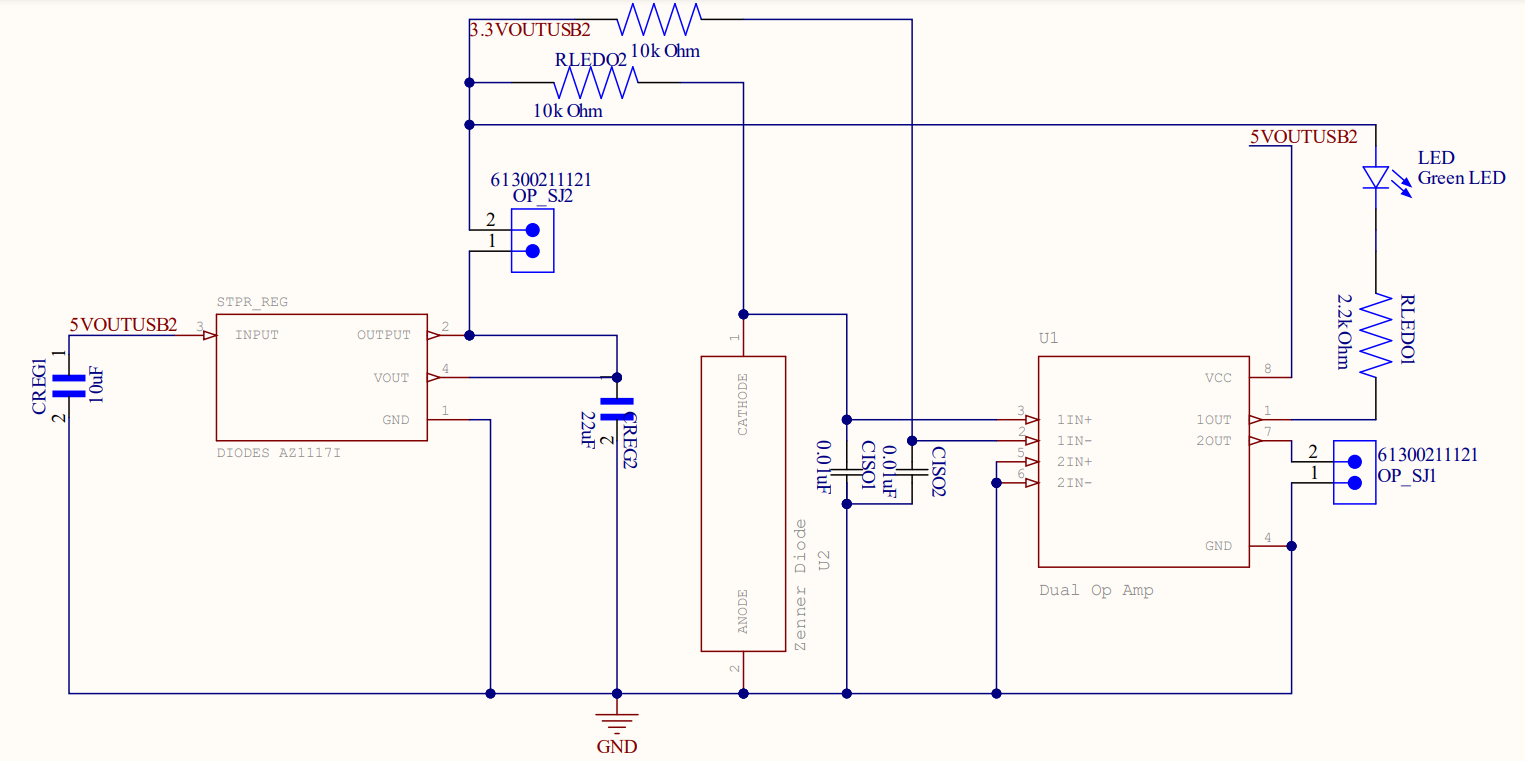 3.3VOUTUSB2
10k Ohm
RLEDO2
10k Ohm
5VOUTUSB2
LED
Green LED
61300211121
OP_SJ2
2
1
STPR_REG
5VOUTUSB2
3
INPUT
OUTPUT
2
VOUT
4
GND
1
DIODES AZ1117I
CREG1
1
2
10uF
22uF
2
CREG2
1
CATHODE
ANODE
2
Zenner Diode
U2
0.01uF
CISO1
0.01uF
CISO2
RLEDO1
2.2k Ohm
U1
VCC
8
3
1IN+
1OUT
1
2
1IN-
2OUT
7
5
2IN+
6
2IN-
GND
4
Dual Op Amp
2
1
61300211121
OP_SJ1
GND